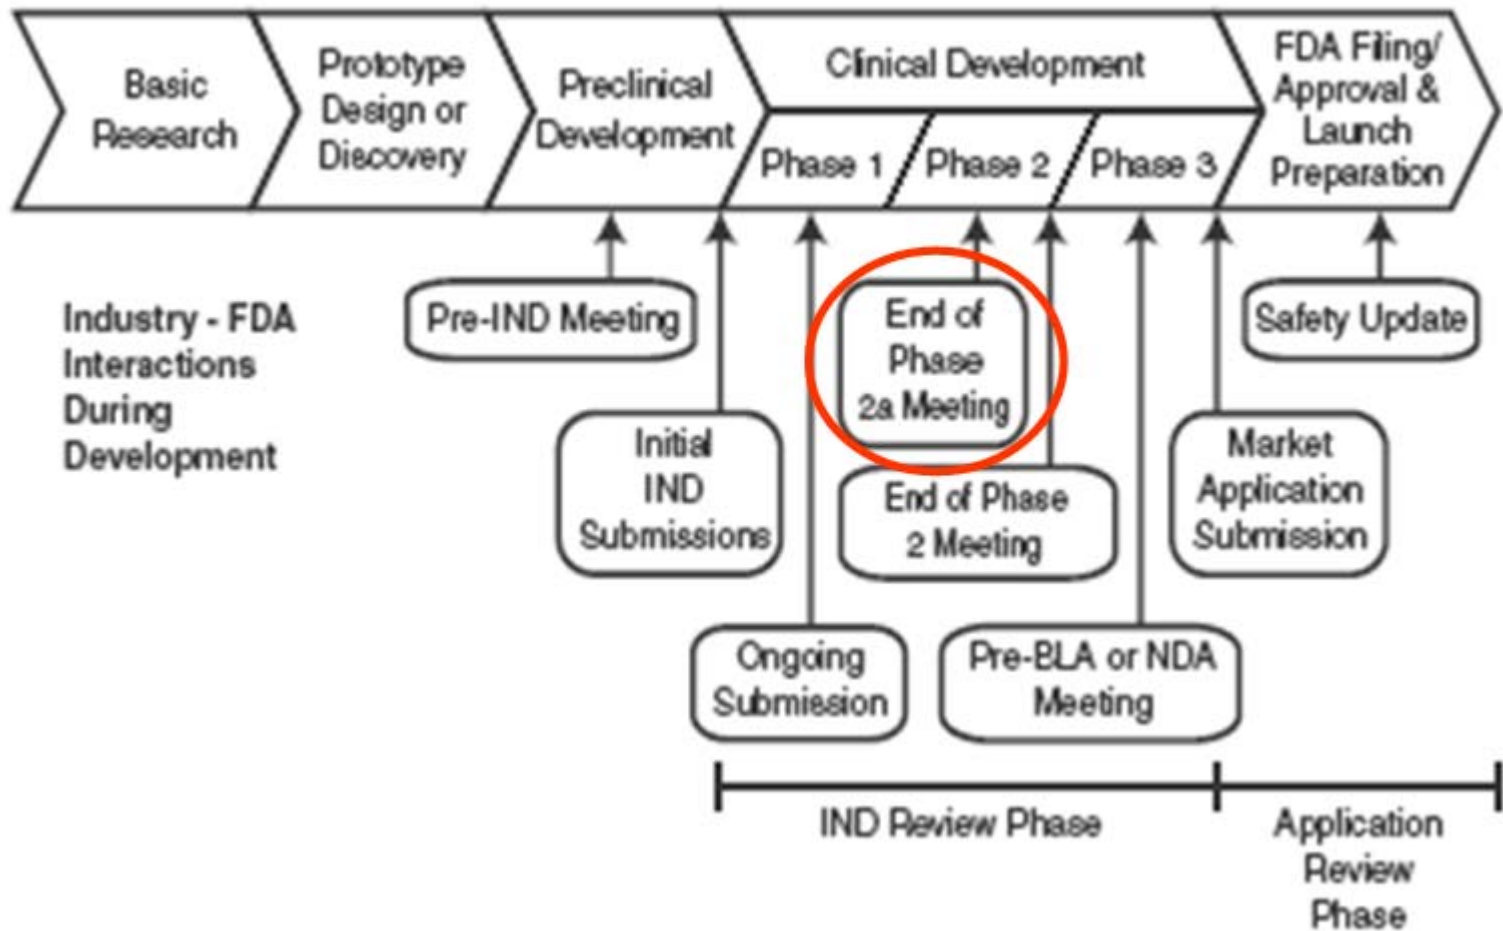 Basic
Research
Prototype
Design or
Discovery
Preclinical
Development
Clinical Development
Phase 1
Phase 2
Phase 3
FDA Filing/
Approval &
Launch
Preparation
Industry - FDA
Interactions
During
Development
Pre-IND Meeting
Initial
IND
Submissions
Ongoing
Submission
End of
Phase
2a Meeting
End of Phase
2 Meeting
Pre-BLA or NDA
Meeting
Market
Application
Submission
Safety Update
IND Review Phase
Application
Review
Phase